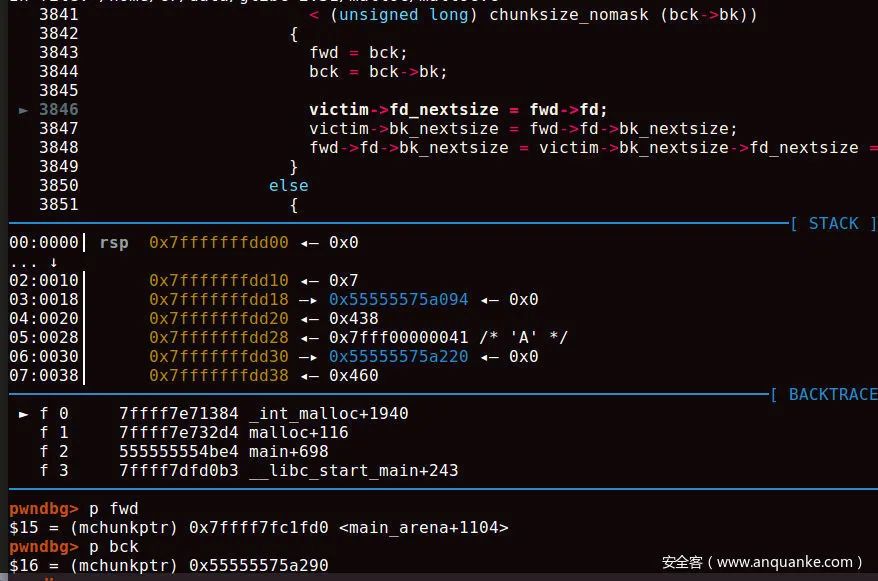 3841 < (unsigned long) chunksize_nomask (bck->bk))
3842 {
3843 fwd = bck;
3844 bck = bck->bk;
3845
► 3846 victim->fd_nextsize = fwd->fd;
3847 victim->bk_nextsize = fwd->fd->bk_nextsize;
3848 fwd->fd->bk_nextsize = victim->bk_nextsize->fd_nextsize =
3849 }
3850 else
3851 {
[ STACK ]
00:0000│ rsp 0x7fffffffdd00 ◂— 0x0
... ↓
02:0010│ 0x7fffffffdd10 ◂— 0x7
03:0018│ 0x7fffffffdd18 —▸ 0x55555575a094 ◂— 0x0
04:0020│ 0x7fffffffdd20 ◂— 0x438
05:0028│ 0x7fffffffdd28 ◂— 0x7fff00000041 /* 'A' */
06:0030│ 0x7fffffffdd30 —▸ 0x55555575a220 ◂— 0x0
07:0038│ 0x7fffffffdd38 ◂— 0x460
[ BACKTRACE
► f 0 7ffff7e71384 _int_malloc+1940
f 1 7ffff7e732d4 malloc+116
f 2 555555554be4 main+698
f 3 7ffff7dfd0b3 __libc_start_main+243
pwndbg> p fwd
$15 = (mchunkptr) 0x7ffff7fc1fd0 <main_arena+1104>
pwndbg> p bck
$16 = (mchunkptr) 0x55555575a290
安全客（www.anquanke.com）